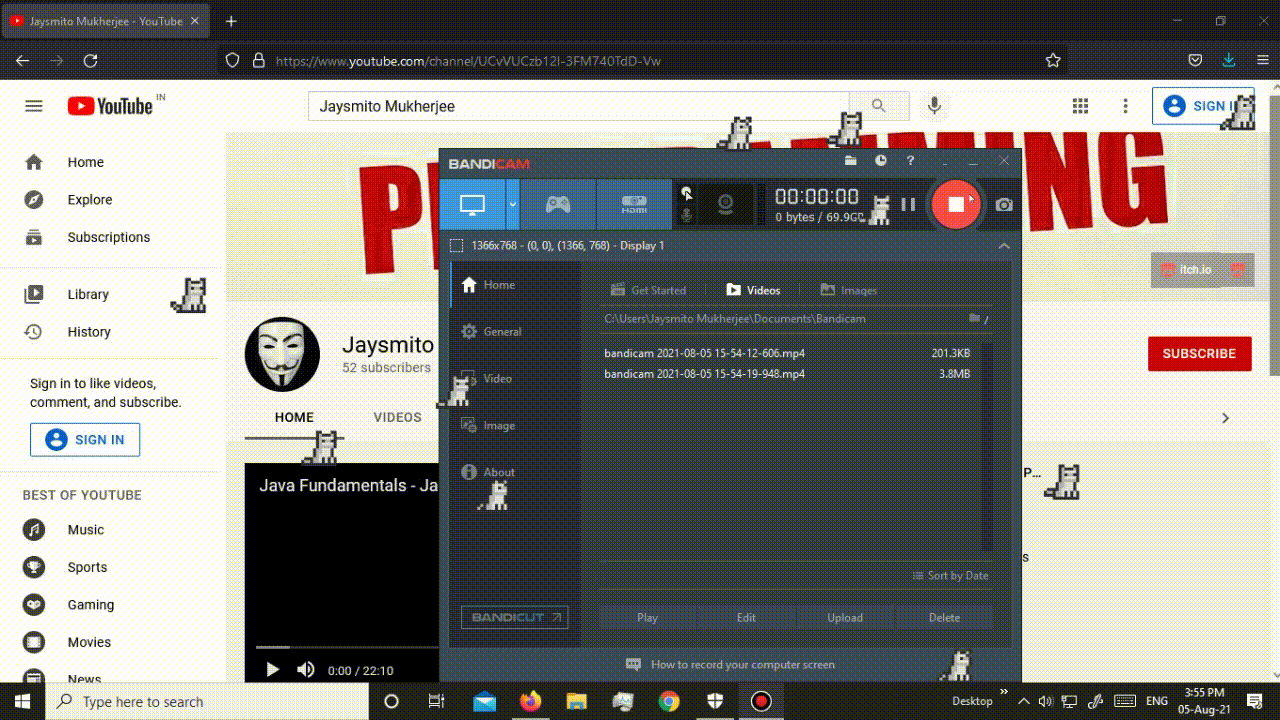 Jaysmito Mukherjee - YouTube
https://www.youtube.com/channel/UCvVUCzb12I-3FM740TdD-Vw
YouTube IN
Jaysmito Mukherjee
SIGN
Home
Explore
Subscriptions
Library
History
Sign in to like videos,
comment, and subscribe.
SIGN IN
BEST OF YOUTUBE
Music
Sports
Gaming
Movies
News
itch.io
Jaysmito
52 subscribers
SUBSCRIBE
HOME VIDEOS
Java Fundamentals - Ja
0:00 / 22:10
P...
s
BANDICAM
HDMI
00:00:00
0 bytes / 69.9G
1366x768 - (0, 0), (1366, 768) - Display 1
Home
General
Video
Image
About
BANDICUT
Get Started Videos Images
C:\Users\Jaysmito Mukherjee\Documents\Bandicam
/
bandicam 2021-08-05 15-54-12-606.mp4 201.3KB
bandicam 2021-08-05 15-54-19-948.mp4 3.8MB
Sort by Date
Play Edit Upload Delete
How to record your computer screen
Type here to search
Desktop
ENG
3:55 PM
05-Aug-21